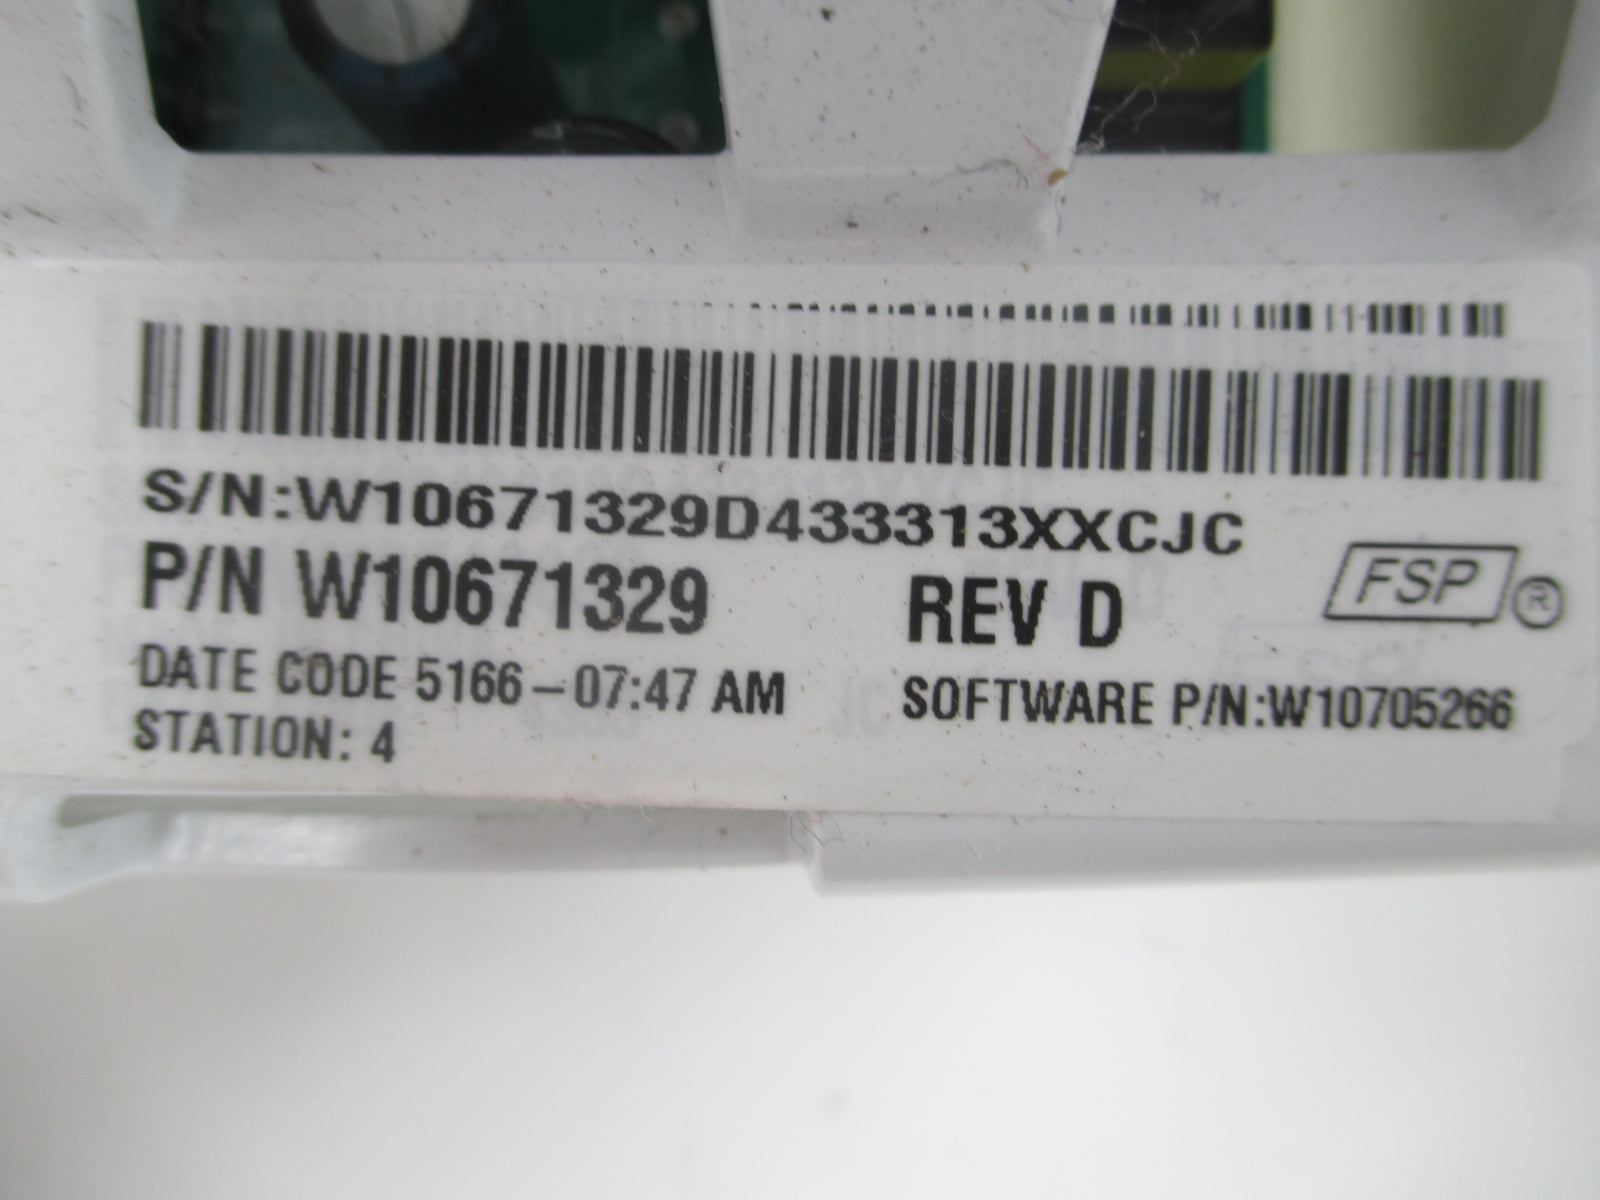 S/N:W10671329D433313XXCJC
P/N W10671329 REV D FSP ®
DATE CODE 5166-07:47 AM SOFTWARE P/N:W10705266
STATION: 4